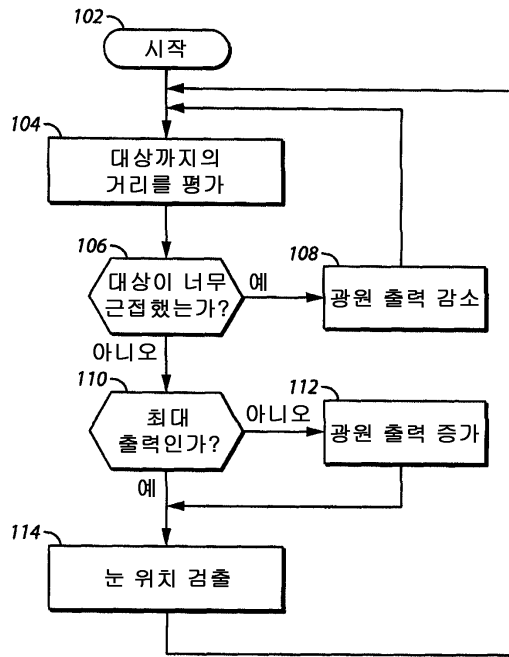 102
시작
104
대상까지의
거리를 평가
106
대상이 너무
근접했는가?
예
108
광원 출력 감소
아니오
110
최대
출력인가?
아니오
112
광원 출력 증가
예
114
눈 위치 검출